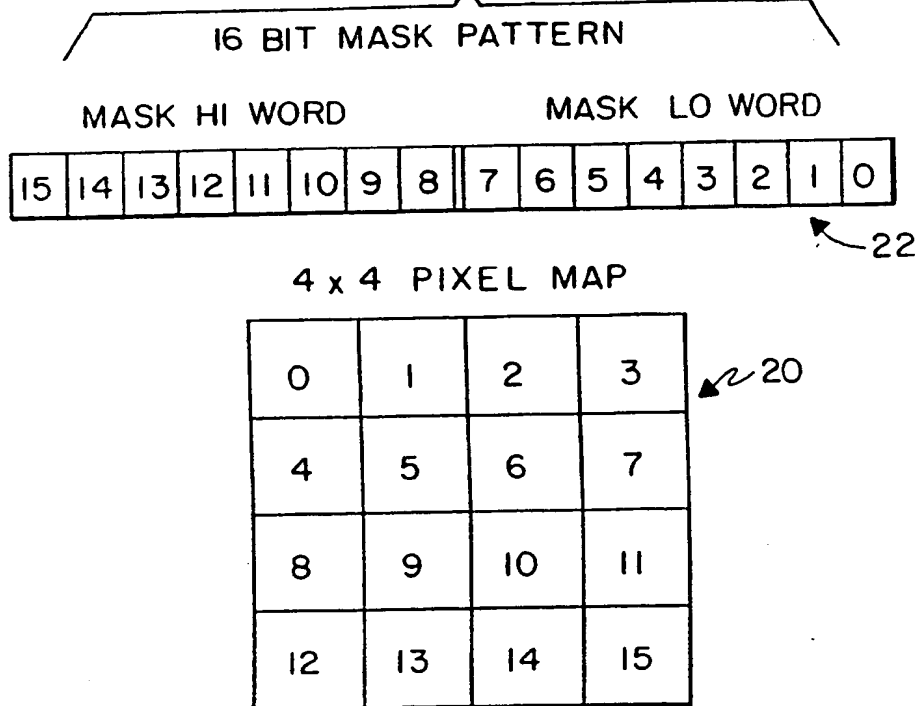 16 BIT MASK PATTERN
MASK HI WORD MASK LO WORD
15 14 13 12 11 10 9 8 7 6 5 4 3 2 1 0
22
4 x 4 PIXEL MAP
0 1 2 3
20
4 5 6 7
8 9 10 11
12 13 14 15